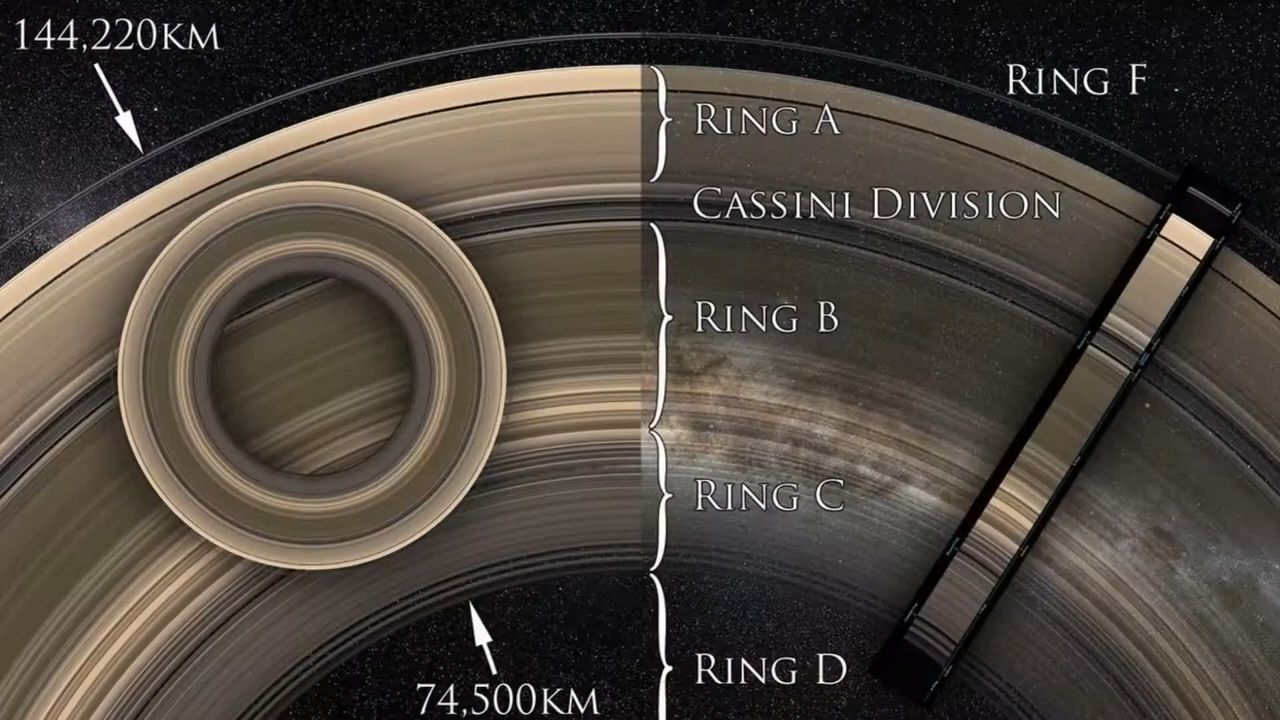 144,220KM
RING F
RING A
CASSINI DIVISION
RING B
RING C
RING D
74,500KM